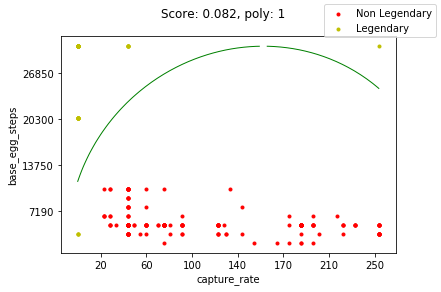 Score: 0.082, poly: 1
Non Legendary
Legendary
base_egg_steps
26850
20300
13750
7190
20 60 100 140 170 210 250
capture_rate